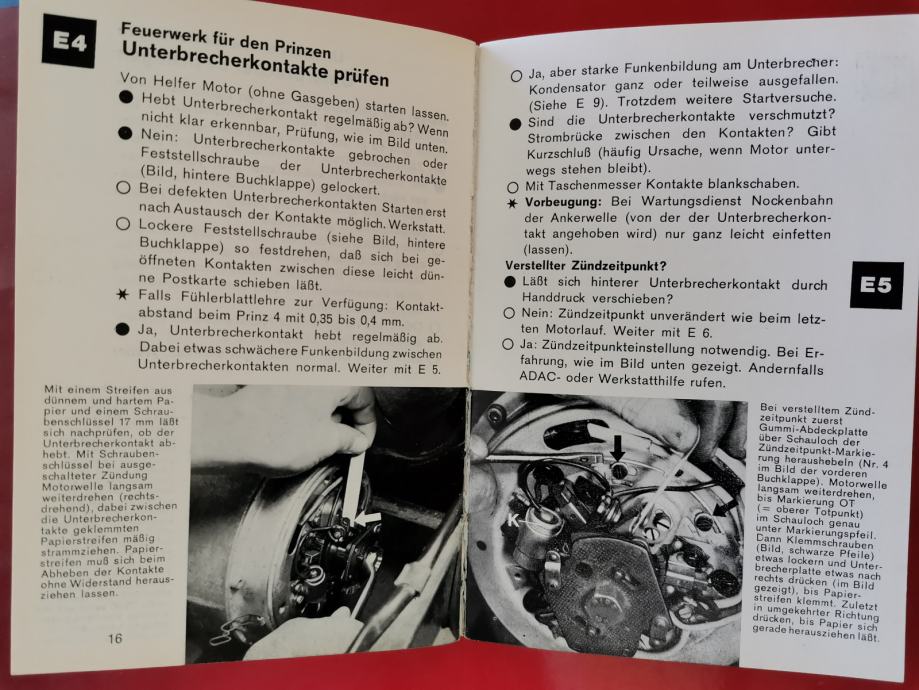 E4
Feuerwerk für den Prinzen
Unterbrecherkontakte prüfen
Von Helfer Motor (ohne Gasgeben) starten lassen.
● Hebt Unterbrecherkontakt regelmäßig ab? Wenn
nicht klar erkennbar, Prüfung, wie im Bild unten.
● Nein: Unterbrecherkontakte gebrochen oder
Feststellschraube der Unterbrecherkontakte
(Bild, hintere Buchklappe) gelockert.
○ Bei defekten Unterbrecherkontakten Starten erst
nach Austausch der Kontakte möglich. Werkstatt.
○ Lockere Feststellschraube (siehe Bild, hintere
Buchklappe) so festdrehen, daß sich bei ge-
öffneten Kontakten zwischen diese leicht dün-
ne Postkarte schieben läßt.
✶ Falls Fühlerblattlehre zur Verfügung: Kontakt-
abstand beim Prinz 4 mit 0,35 bis 0,4 mm.
● Ja, Unterbrecherkontakt hebt regelmäßig ab.
Dabei etwas schwächere Funkenbildung zwischen
Unterbrecherkontakten normal. Weiter mit E 5.
Mit einem Streifen aus
dünnem und hartem Pa-
pier und einem Schrau-
benschlüssel 17 mm läßt
sich nachprüfen, ob der
Unterbrecherkontakt ab-
hebt. Mit Schrauben-
schlüssel bei ausge-
schalteter Zündung
Motorwelle langsam
weiterdrehen (rechts-
drehend), dabei zwischen
die Unterbrecherkon-
takte geklemmten
Papierstreifen mäßig
strammziehen. Papier-
streifen muß sich beim
Abheben der Kontakte
ohne Widerstand heraus-
ziehen lassen.
16
○ Ja, aber starke Funkenbildung am Unterbrecher:
Kondensator ganz oder teilweise ausgefallen.
(Siehe E 9). Trotzdem weitere Startversuche.
● Sind die Unterbrecherkontakte verschmutzt?
Strombrücke zwischen den Kontakten? Gibt
Kurzschluß (häufig Ursache, wenn Motor unter-
wegs stehen bleibt).
○ Mit Taschenmesser Kontakte blankschaben.
✶ Vorbeugung: Bei Wartungsdienst Nockenbahn
der Ankerwelle (von der der Unterbrecherkon-
takt angehoben wird) nur ganz leicht einfetten
(lassen).
Verstellter Zündzeitpunkt?
● Läßt sich hinterer Unterbrecherkontakt durch
Handdruck verschieben?
○ Nein: Zündzeitpunkt unverändert wie beim letz-
ten Motorlauf. Weiter mit E 6.
○ Ja: Zündzeitpunkteinstellung notwendig. Bei Er-
fahrung, wie im Bild unten gezeigt. Andernfalls
ADAC- oder Werkstatthilfe rufen.
E5
K
Bei verstelltem Zünd-
zeitpunkt zuerst
Gummi-Abdeckplatte
über Schauloch der
Zündzeitpunkt-Markie-
rung heraushebeln (Nr. 4
im Bild der vorderen
Buchklappe). Motorwelle
langsam weiterdrehen,
bis Markierung OT
(= oberer Totpunkt)
im Schauloch genau
unter Markierungspfeil.
Dann Klemmschrauben
(Bild, schwarze Pfeile)
etwas lockern und Unter-
brecherplatte etwas nach
rechts drücken (im Bild
gezeigt), bis Papier-
streifen klemmt. Zuletzt
in umgekehrter Richtung
drücken, bis Papier sich
gerade herausziehen läßt.